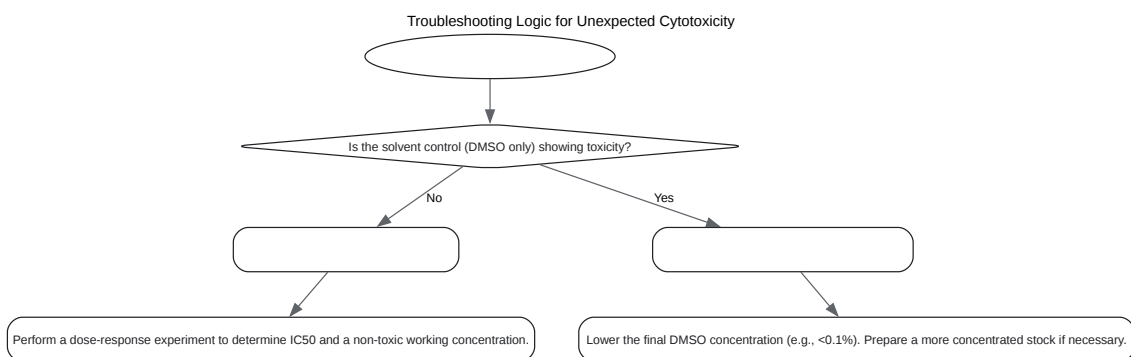 Troubleshooting Logic for Unexpected Cytotoxicity
Is the solvent control (DMSO only) showing toxicity?
No
Yes
Perform a dose-response experiment to determine IC50 and a non-toxic working concentration.
Lower the final DMSO concentration (e.g., <0.1%). Prepare a more concentrated stock if necessary.